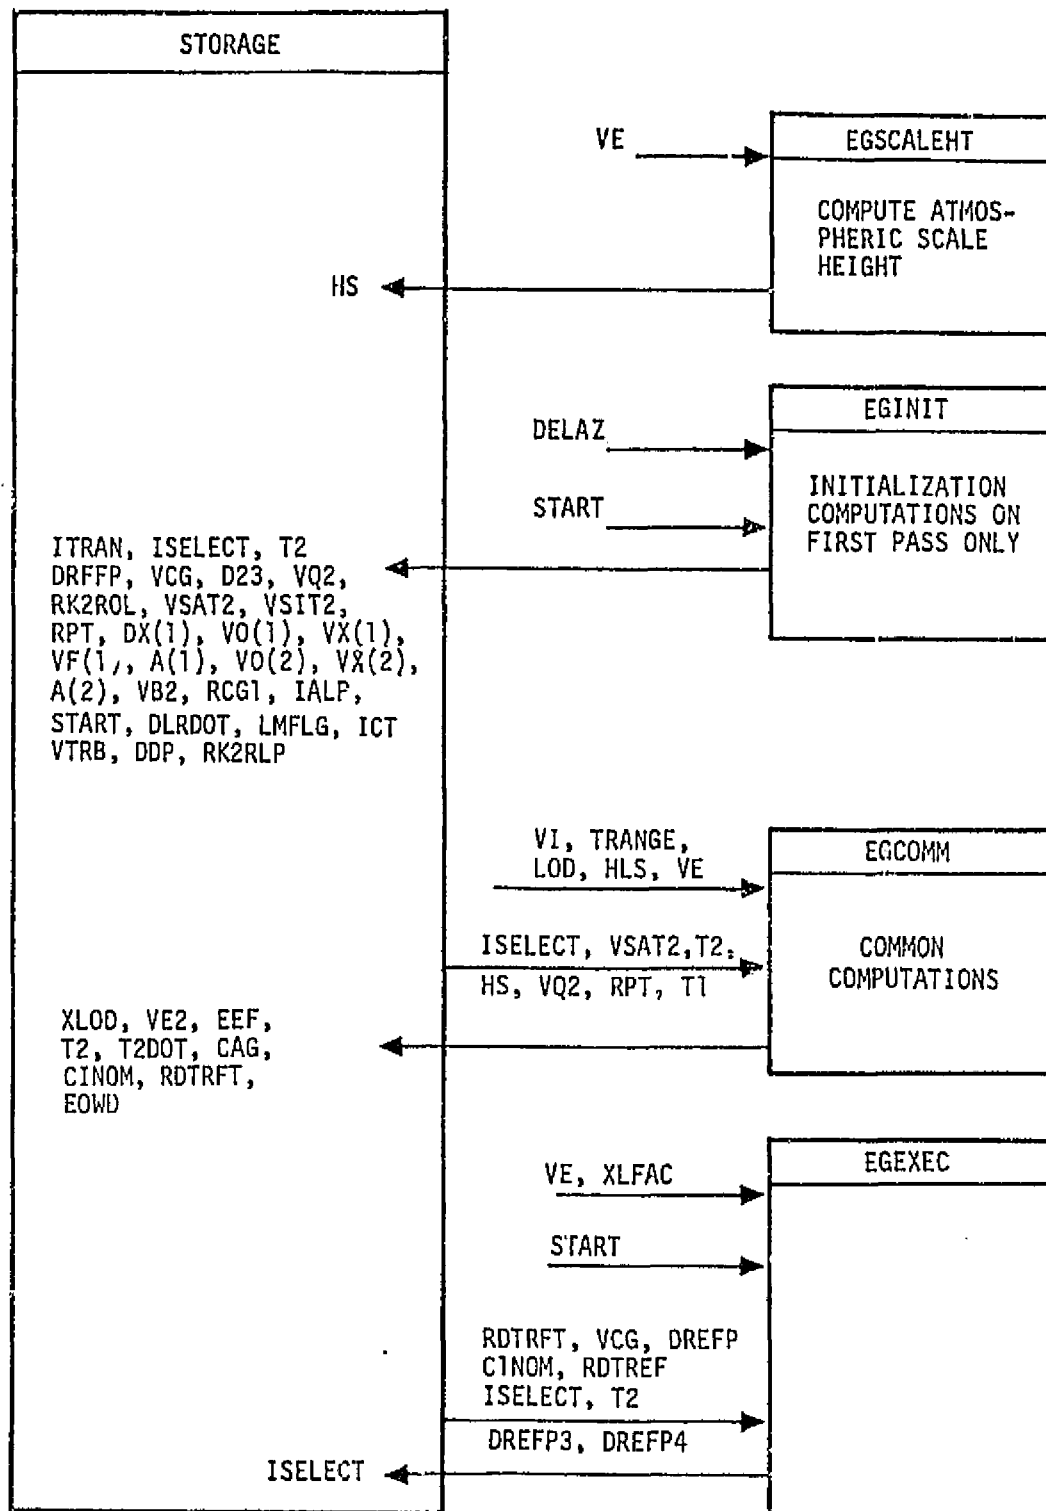 STORAGE
VE
EGSCALEHT
COMPUTE ATMOS-
PHERIC SCALE
HEIGHT
HS
EGINIT
DELAZ
INITIALIZATION
COMPUTATIONS ON
FIRST PASS ONLY
START
ITRAN, ISELECT, T2
DRFFP, VCG, D23, VQ2,
RK2ROL, VSAT2, VSIT2,
RPT, DX(1), VO(1), VX(1),
VF(1,, A(1), VO(2), VX(2),
A(2), VB2, RCG1, IALP,
START, DLRDOT, LMFLG, ICT
VTRB, DDP, RK2RLP
VI, TRANGE,
LOD, HLS, VE
EGCOMM
ISELECT, VSAT2,T2,
HS, VQ2, RPT, T1
COMMON
COMPUTATIONS
XLOD, VE2, EEF,
T2, T2DOT, CAG,
CINOM, RDTRFT,
EOWD
EGEXEC
VE, XLFAC
START
RDTRFT, VCG, DREFP
C1NOM, RDTREF
ISELECT, T2
DREFP3, DREFP4
ISELECT